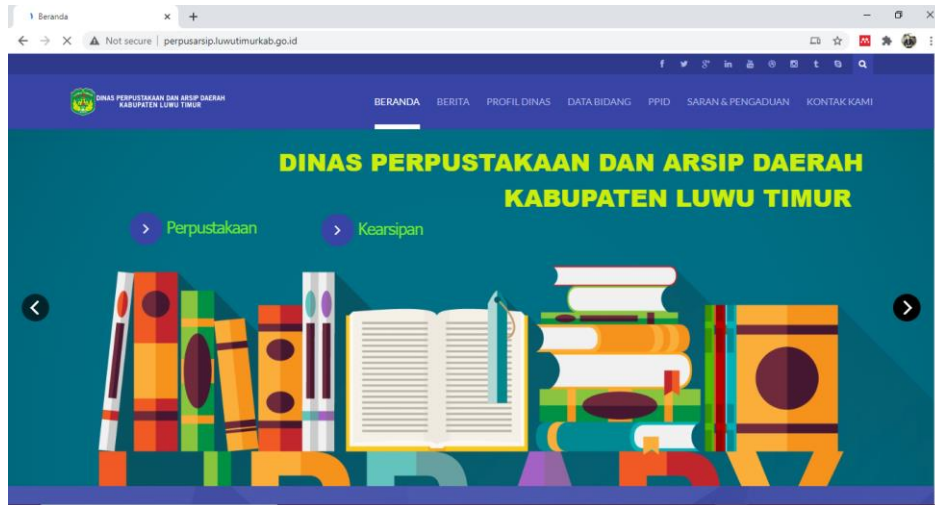 Beranda
Not secure | perpusarsip.luwutimurkab.go.id
DINAS PERPUSTAKAAN DAN ARSIP DAERAH
KABUPATEN LUWU TIMUR
BERANDA BERITA PROFIL DINAS DATA BIDANG PPID SARAN & PENGADUAN KONTAK KAMI
DINAS PERPUSTAKAAN DAN ARSIP DAERAH
KABUPATEN LUWU TIMUR
Perpustakaan Kearsipan
LIBRARY